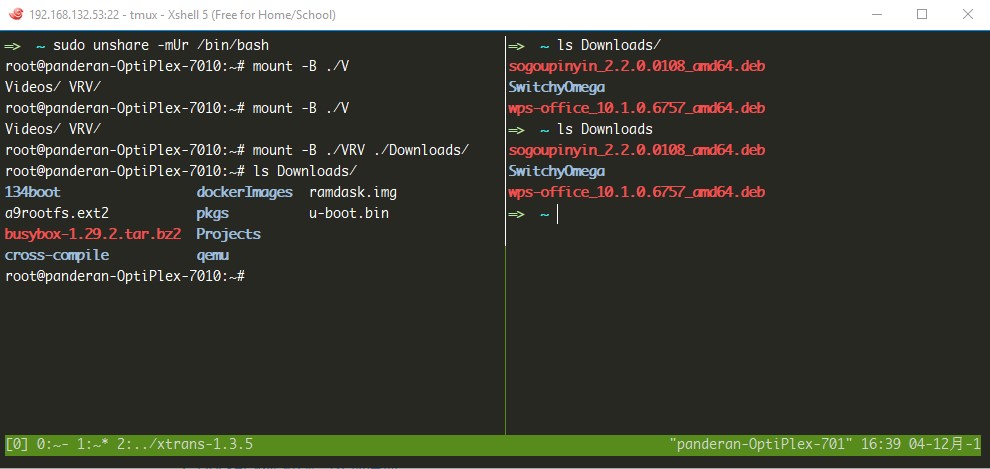 192.168.132.53:22 - tmux - Xshell 5 (Free for Home/School)
=> ~ sudo unshare -mUr /bin/bash
root@panderan-OptiPlex-7010:~# mount -B ./V
Videos/ VRV/
root@panderan-OptiPlex-7010:~# mount -B ./V
Videos/ VRV/
root@panderan-OptiPlex-7010:~# mount -B ./VRV ./Downloads/
root@panderan-OptiPlex-7010:~# ls Downloads/
134boot dockerImages ramdask.img
a9rootfs.ext2 pkgs u-boot.bin
busybox-1.29.2.tar.bz2 Projects
cross-compile qemu
root@panderan-OptiPlex-7010:~#
=> ~ ls Downloads/
sogoupinyin_2.2.0.0108_amd64.deb
SwitchyOmega
wps-office_10.1.0.6757_amd64.deb
=> ~ ls Downloads
sogoupinyin_2.2.0.0108_amd64.deb
SwitchyOmega
wps-office_10.1.0.6757_amd64.deb
=> ~
[0] 0:~- 1:~* 2:../xtrans-1.3.5 "panderan-OptiPlex-701" 16:39 04-12月-1